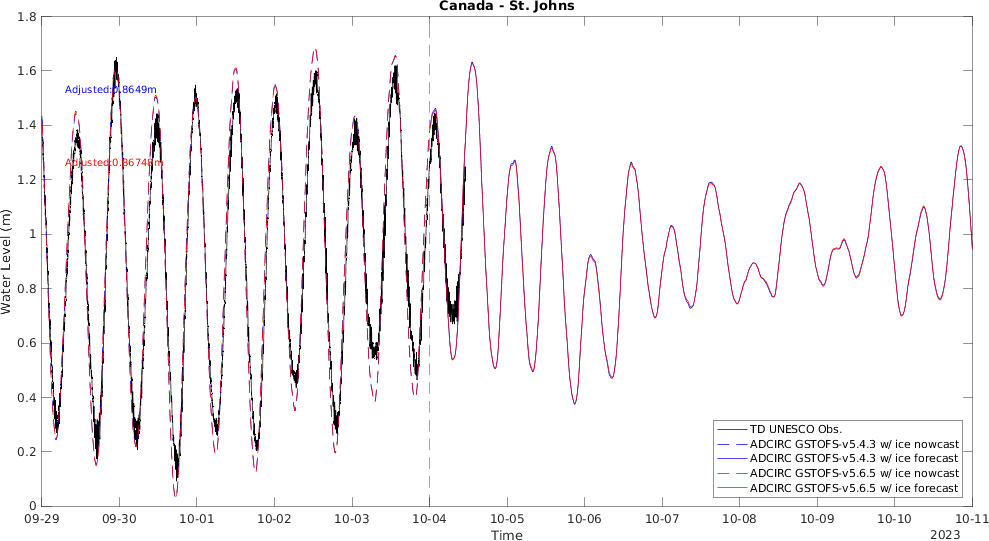 Canada - St. Johns
1.8
1.6
1.4
1.2
1
0.8
0.6
0.4
0.2
0
Water Level (m)
Adjusted:0.8649m
Adjusted:0.86748m
TD UNESCO Obs.
ADCIRC GSTOFS-v5.4.3 w/ ice nowcast
ADCIRC GSTOFS-v5.4.3 w/ ice forecast
ADCIRC GSTOFS-v5.6.5 w/ ice nowcast
ADCIRC GSTOFS-v5.6.5 w/ ice forecast
09-29 09-30 10-01 10-02 10-03 10-04 10-05 10-06 10-07 10-08 10-09 10-10 10-11
Time
2023